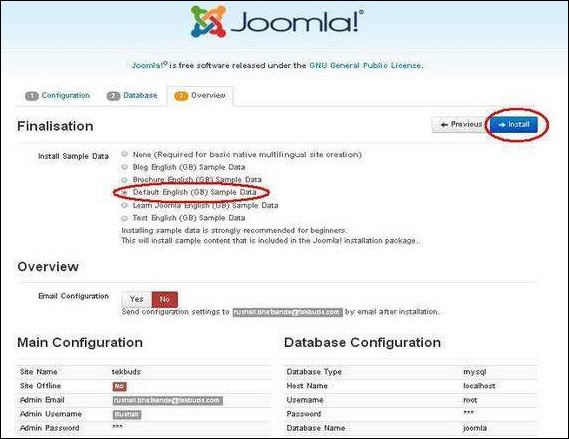 Joomla!®
Joomla!® is free software released under the GNU General Public License.
1 Configuration 2 Database 3 Overview
Finalisation
← Previous → Install
Install Sample Data
None (Required for basic native multilingual site creation)
Blog English (GB) Sample Data
Brochure English (GB) Sample Data
Default English (GB) Sample Data
Learn Joomla English (GB) Sample Data
Test English (GB) Sample Data
Installing sample data is strongly recommended for beginners.
This will install sample content that is included in the Joomla! installation package.
Overview
Email Configuration Yes No
Send configuration settings to rushali.bhatkande@tekbuds.com by email after installation.
Main Configuration Database Configuration
Site Name tekbuds Database Type mysql
Site Offline No Host Name localhost
Admin Email rushali.bhatkande@tekbuds.com Username root
Admin Username Rushali Password ***
Admin Password *** Database Name joomla